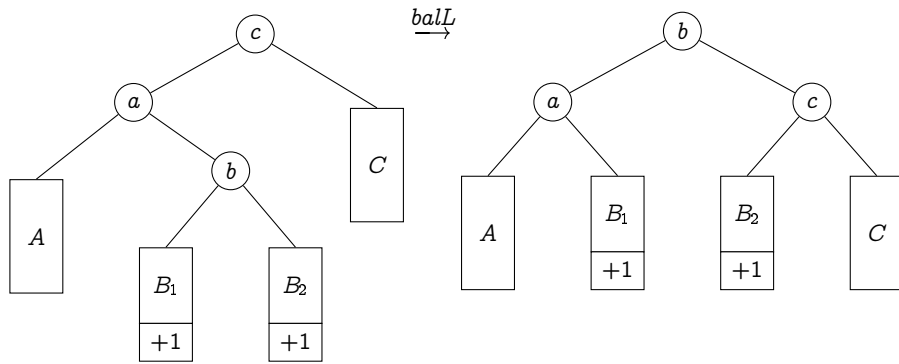 c balL b
a a c
b C
A A B₁ B₂ C
+1 +1
B₁ B₂
+1 +1